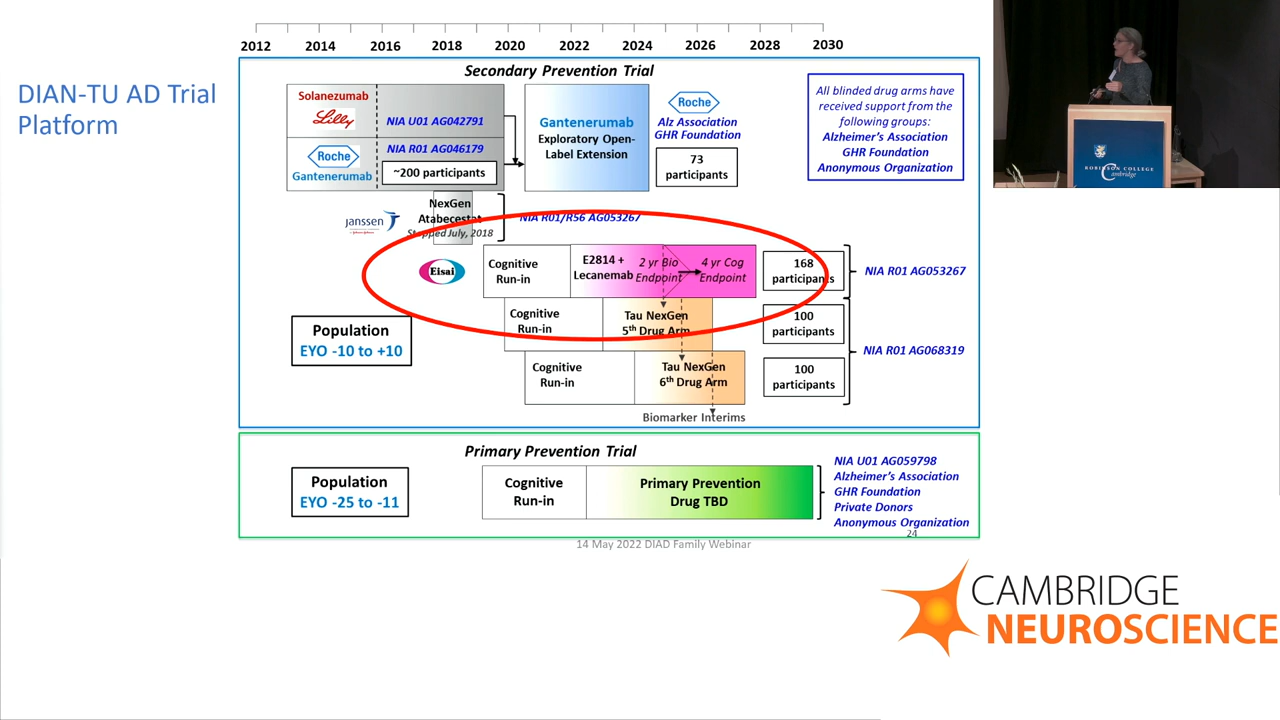 2012 2014 2016 2018 2020 2022 2024 2026 2028 2030
DIAN-TU AD Trial
Platform
Secondary Prevention Trial
Solanezumab
Lilly
NIA U01 AG042791
Roche
Gantenerumab
NIA R01 AG046179
~200 participants
Gantenerumab
Exploratory Open-
Label Extension
Roche
Alz Association
GHR Foundation
73
participants
All blinded drug arms have
received support from the
following groups:
Alzheimer's Association
GHR Foundation
Anonymous Organization
janssen
NexGen
Atabecestat
Stopped July, 2018
NIA R01/R56 AG053267
Eisai
Cognitive
Run-in
E2814 +
Lecanemab
2 yr Bio
Endpoint
4 yr Cog
Endpoint
168
participants
NIA R01 AG053267
Cognitive
Run-in
Tau NexGen
5th Drug Arm
100
participants
Population
EYO -10 to +10
Cognitive
Run-in
Tau NexGen
6th Drug Arm
100
participants
NIA R01 AG068319
Biomarker Interims
Primary Prevention Trial
Population
EYO -25 to -11
Cognitive
Run-in
Primary Prevention
Drug TBD
NIA U01 AG059798
Alzheimer's Association
GHR Foundation
Private Donors
Anonymous Organization
24
14 May 2022 DIAD Family Webinar
ROBINSON COLLEGE
Cambridge
CAMBRIDGE
NEUROSCIENCE